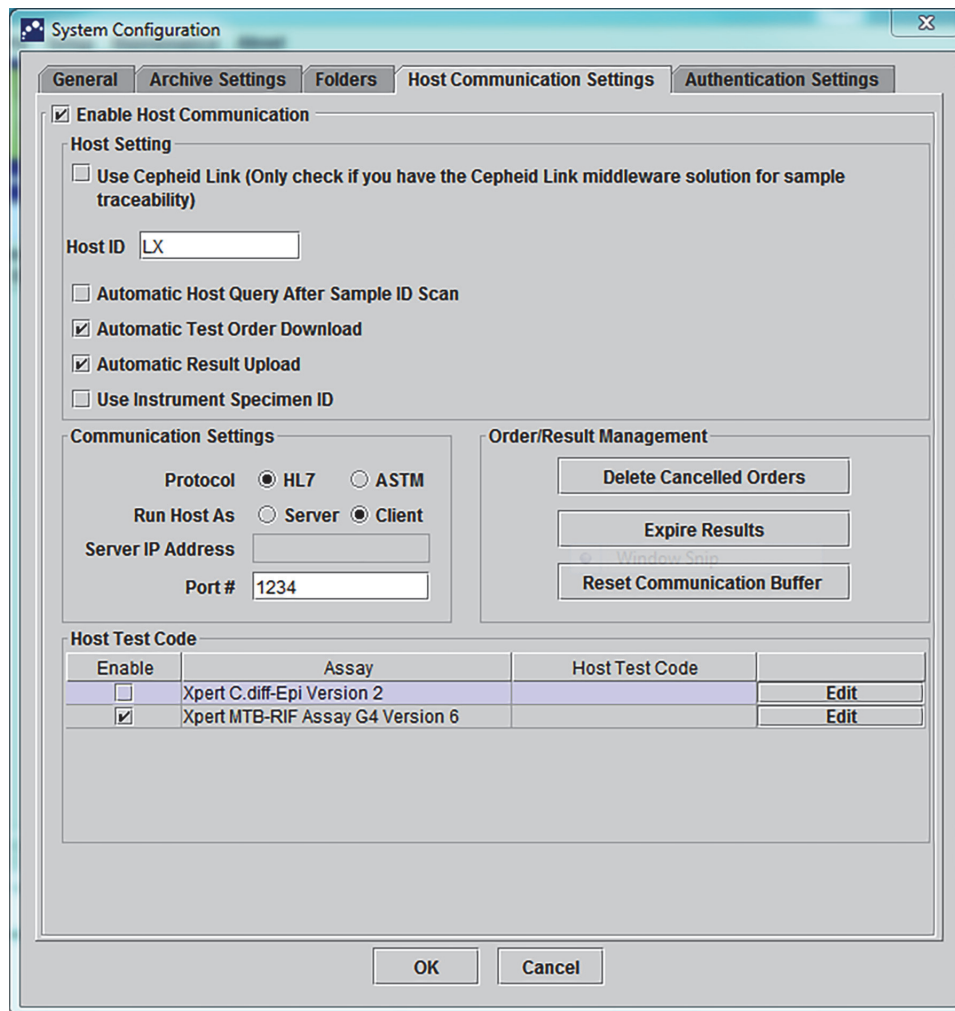 System Configuration
General Archive Settings Folders Host Communication Settings Authentication Settings
Enable Host Communication
Host Setting
Use Cepheid Link (Only check if you have the Cepheid Link middleware solution for sample
traceability)
Host ID LX
Automatic Host Query After Sample ID Scan
Automatic Test Order Download
Automatic Result Upload
Use Instrument Specimen ID
Communication Settings
Protocol HL7 ASTM
Run Host As Server Client
Server IP Address
Port # 1234
Order/Result Management
Delete Cancelled Orders
Expire Results
Window Snip
Reset Communication Buffer
Host Test Code
Enable Assay Host Test Code
Xpert C.diff-Epi Version 2 Edit
Xpert MTB-RIF Assay G4 Version 6 Edit
OK Cancel